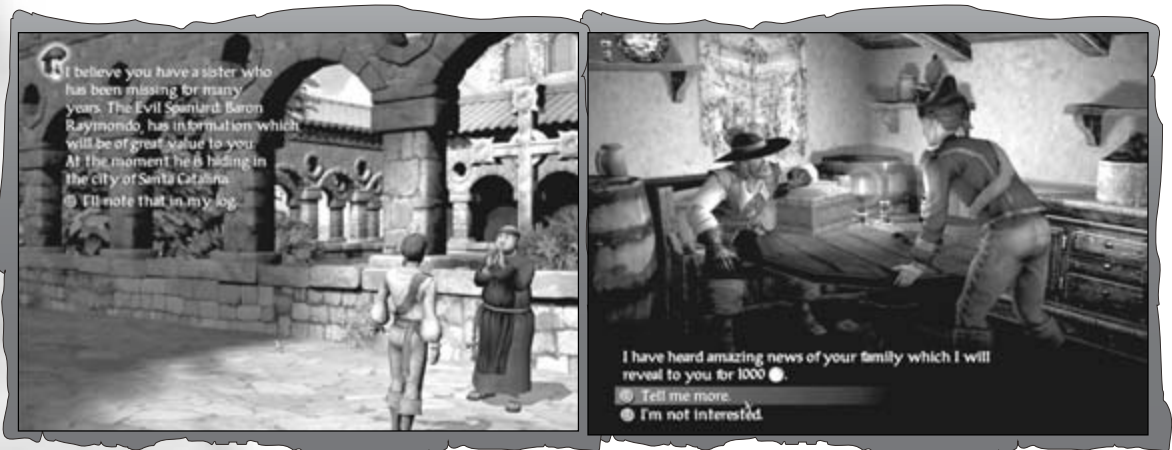 I believe you have a sister who
has been missing for many
years. The Evil Spaniard, Baron
Raymondo, has information which
will be of great value to you.
At the moment he is hiding in
the city of Santa Catalina.
I'll note that in my log.
I have heard amazing news of your family which I will
reveal to you for 1000 .
Tell me more.
I'm not interested.